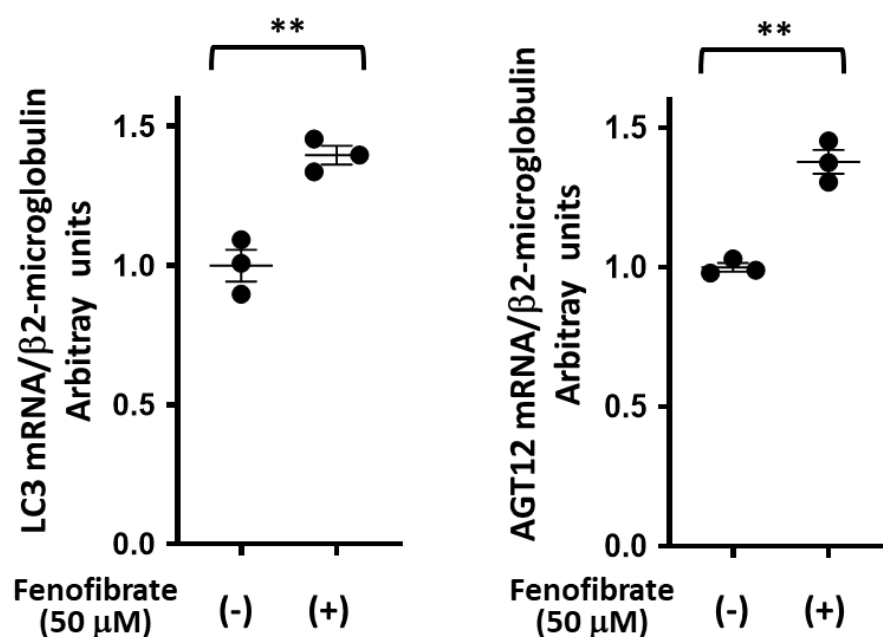 **
LC3 mRNA/β2-microglobulin
Arbitray units
1.5
1.0
0.5
0.0
Fenofibrate
(50 μM)
(-)
(+)
**
AGT12 mRNA/β2-microglobulin
Arbitray units
1.5
1.0
0.5
0.0
Fenofibrate
(50 μM)
(-)
(+)